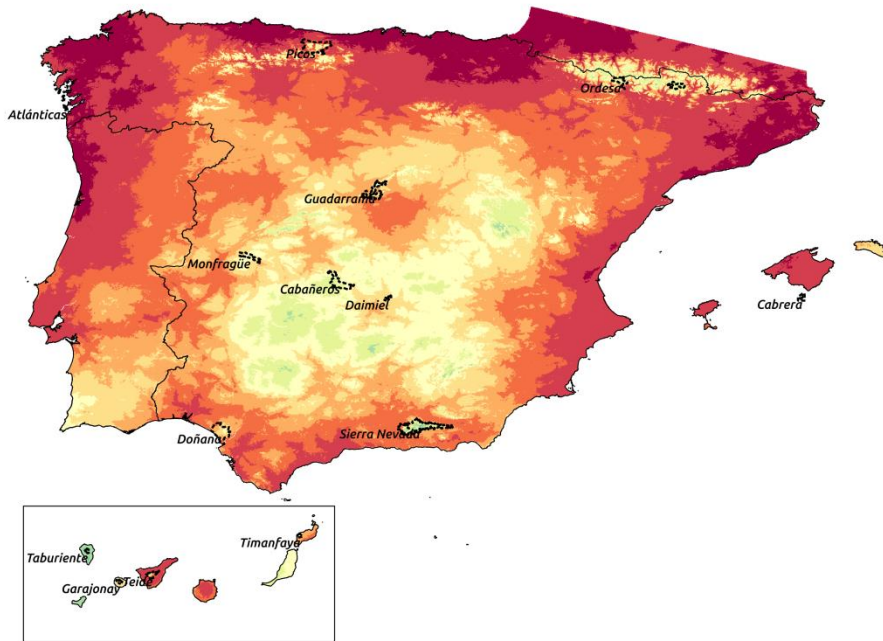 Picos
Ordesa
Atlánticas
Guadarrama
Monfragüe
Cabañeros
Daimiel
Cabrera
Doñana
Sierra Nevada
Timanfaya
Taburiente
Garajonay
Teide